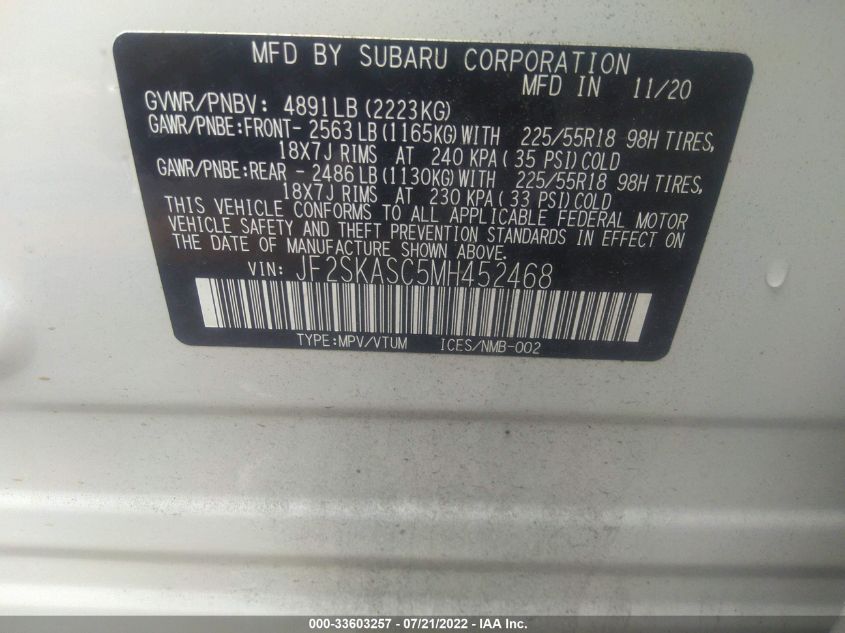 MFD BY SUBARU CORPORATION
MFD IN 11/20
GVWR/PNBV: 4891LB(2223KG)
GAWR/PNBE:FRONT- 2563LB(1165KG)WITH 225/55R18 98H TIRES,
18X7J RIMS AT 240 KPA( 35 PSI)COLD
GAWR/PNBE:REAR - 2486LB(1130KG)WITH 225/55R18 98H TIRES,
18X7J RIMS AT 230 KPA( 33 PSI)COLD
THIS VEHICLE CONFORMS TO ALL APPLICABLE FEDERAL MOTOR
VEHICLE SAFETY AND THEFT PREVENTION STANDARDS IN EFFECT ON
THE DATE OF MANUFACTURE SHOWN ABOVE.
VIN: JF2SKASC5MH452468
TYPE:MPV/VTUM ICES/NMB-002
000-33603257 - 07/21/2022 - © IAA Inc.